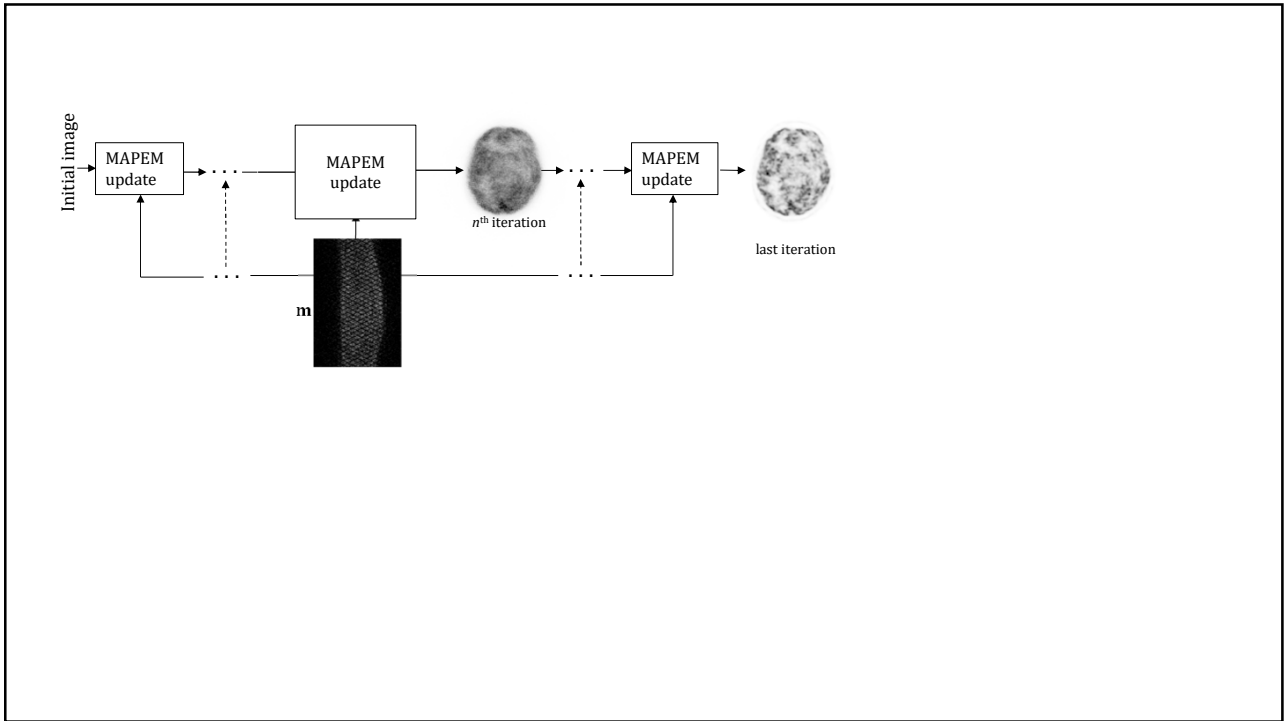 Initial image
MAPEM
update
. . .
MAPEM
update
nᵗʰ iteration
. . .
MAPEM
update
last iteration
. . .
. . .
m